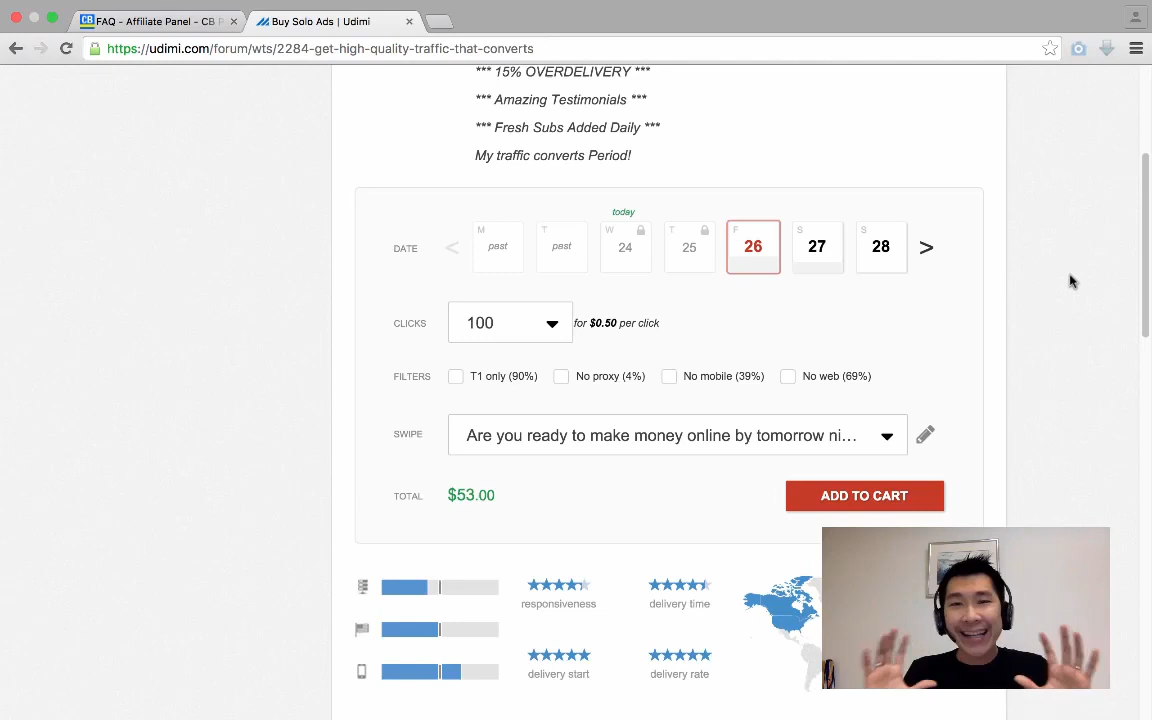 FAQ - Affiliate Panel - CB P
Buy Solo Ads | Udimi
https://udimi.com/forum/wts/2284-get-high-quality-traffic-that-converts
*** 15% OVERDELIVERY ***
*** Amazing Testimonials ***
*** Fresh Subs Added Daily ***
My traffic converts Period!
today
M T W T F S S
DATE < past past 24 25 26 27 28 >
CLICKS 100 for $0.50 per click
FILTERS T1 only (90%) No proxy (4%) No mobile (39%) No web (69%)
SWIPE Are you ready to make money online by tomorrow ni...
TOTAL $53.00 ADD TO CART
responsiveness delivery time
delivery start delivery rate